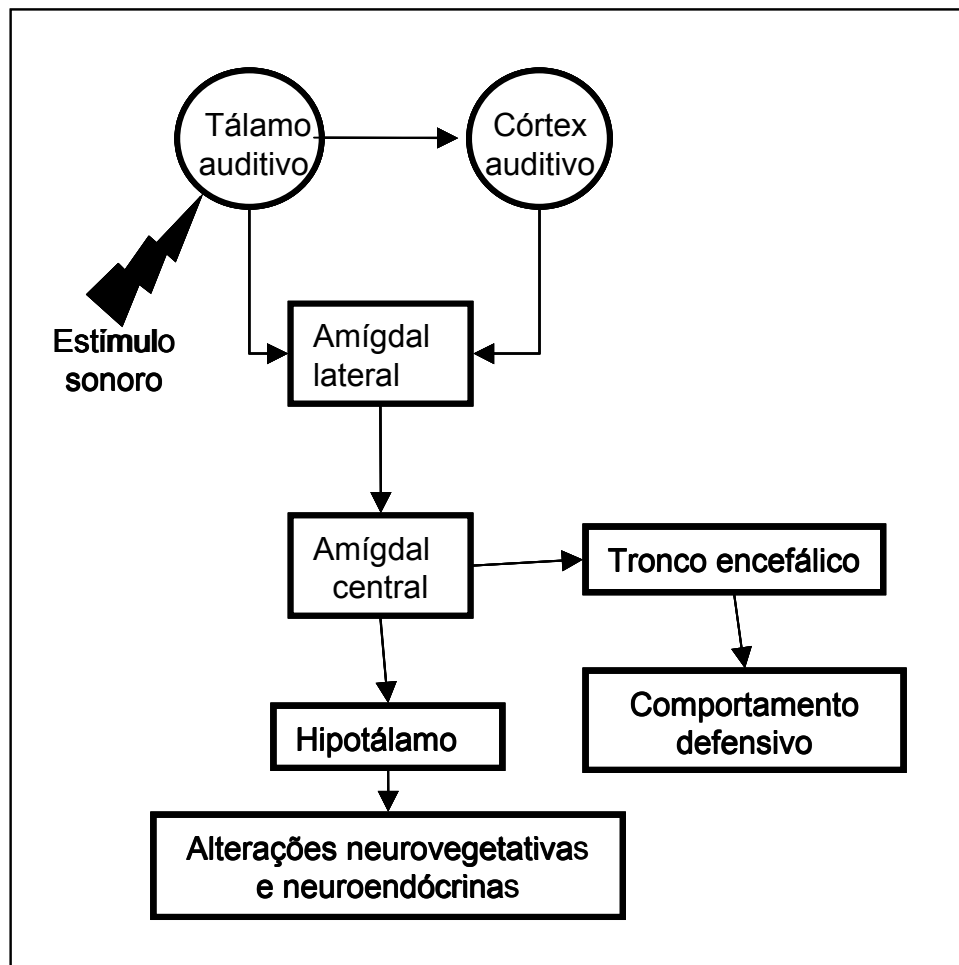 Tálamo
auditivo
Córtex
auditivo
Estímulo
sonoro
Amígdal
lateral
Amígdal
central
Tronco encefálico
Comportamento
defensivo
Hipotálamo
Alterações neurovegetativas
e neuroendócrinas